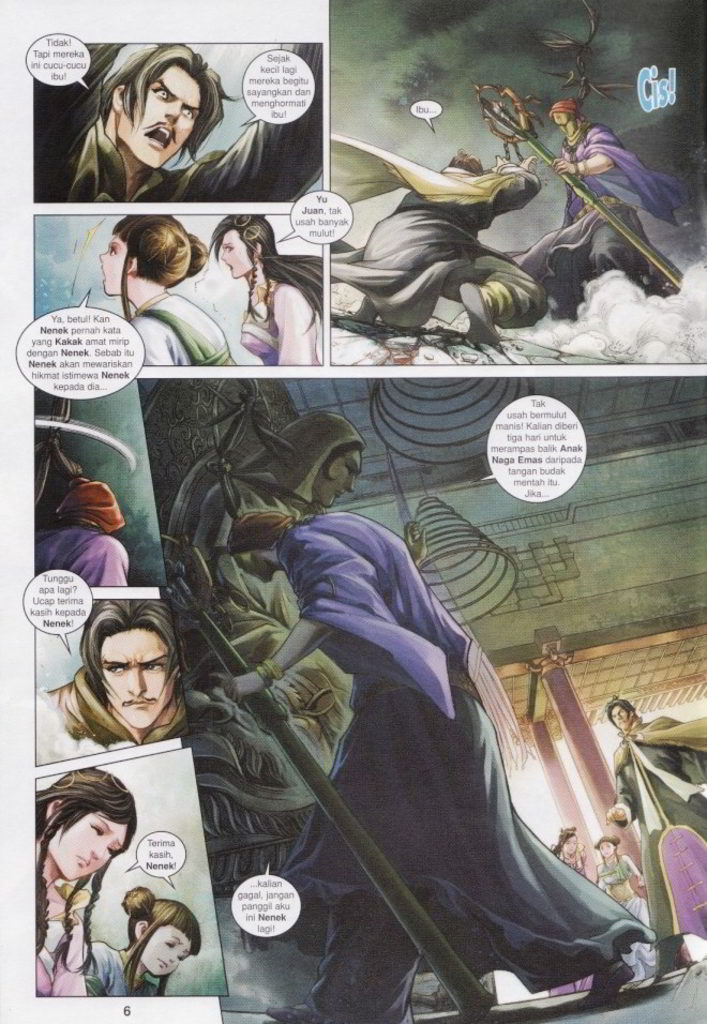 Tidak!
Tapi mereka
ini cucu-cucu
ibu!
Sejak
kecil lagi
mereka begitu
sayangkan dan
menghormati
ibu!
Ibu...
Cis!
Yu
Juan, tak
usah banyak
mulut!
Ya, betul! Kan
Nenek pernah kata
yang Kakak amat mirip
dengan Nenek. Sebab itu
Nenek akan mewariskan
hikmat istimewa Nenek
kepada dia...
Tak
usah bermulut
manis! Kalian diberi
tiga hari untuk
merampas balik Anak
Naga Emas daripada
tangan budak
mentah itu.
Jika...
Tunggu
apa lagi?
Ucap terima
kasih kepada
Nenek!
Terima
kasih,
Nenek!
...kalian
gagal, jangan
panggil aku
ini Nenek
lagi!
6